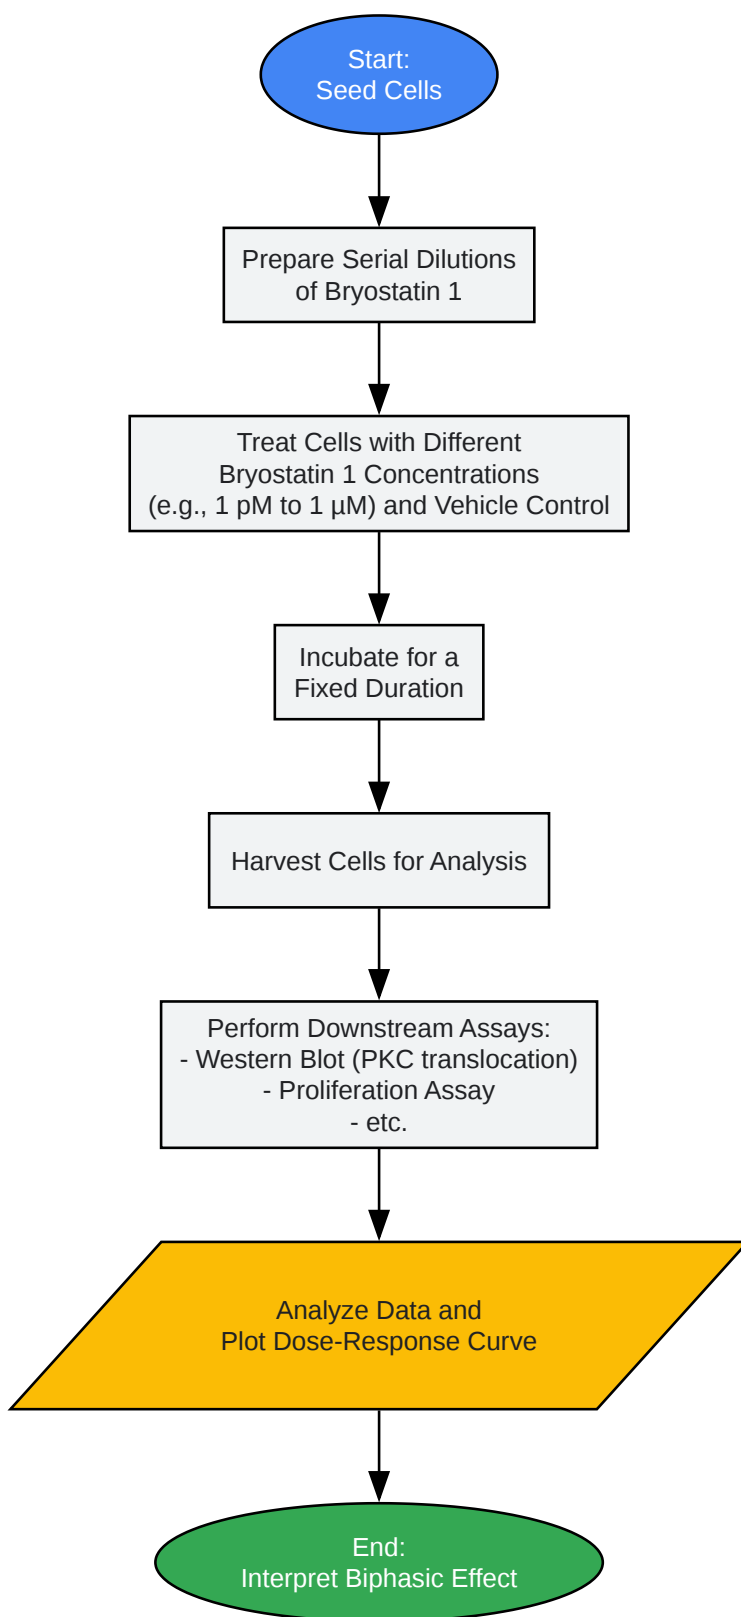 Start:
Seed Cells
Prepare Serial Dilutions
of Bryostatin 1
Treat Cells with Different
Bryostatin 1 Concentrations
(e.g., 1 pM to 1 µM) and Vehicle Control
Incubate for a
Fixed Duration
Harvest Cells for Analysis
Perform Downstream Assays:
- Western Blot (PKC translocation)
- Proliferation Assay
- etc.
Analyze Data and
Plot Dose-Response Curve
End:
Interpret Biphasic Effect